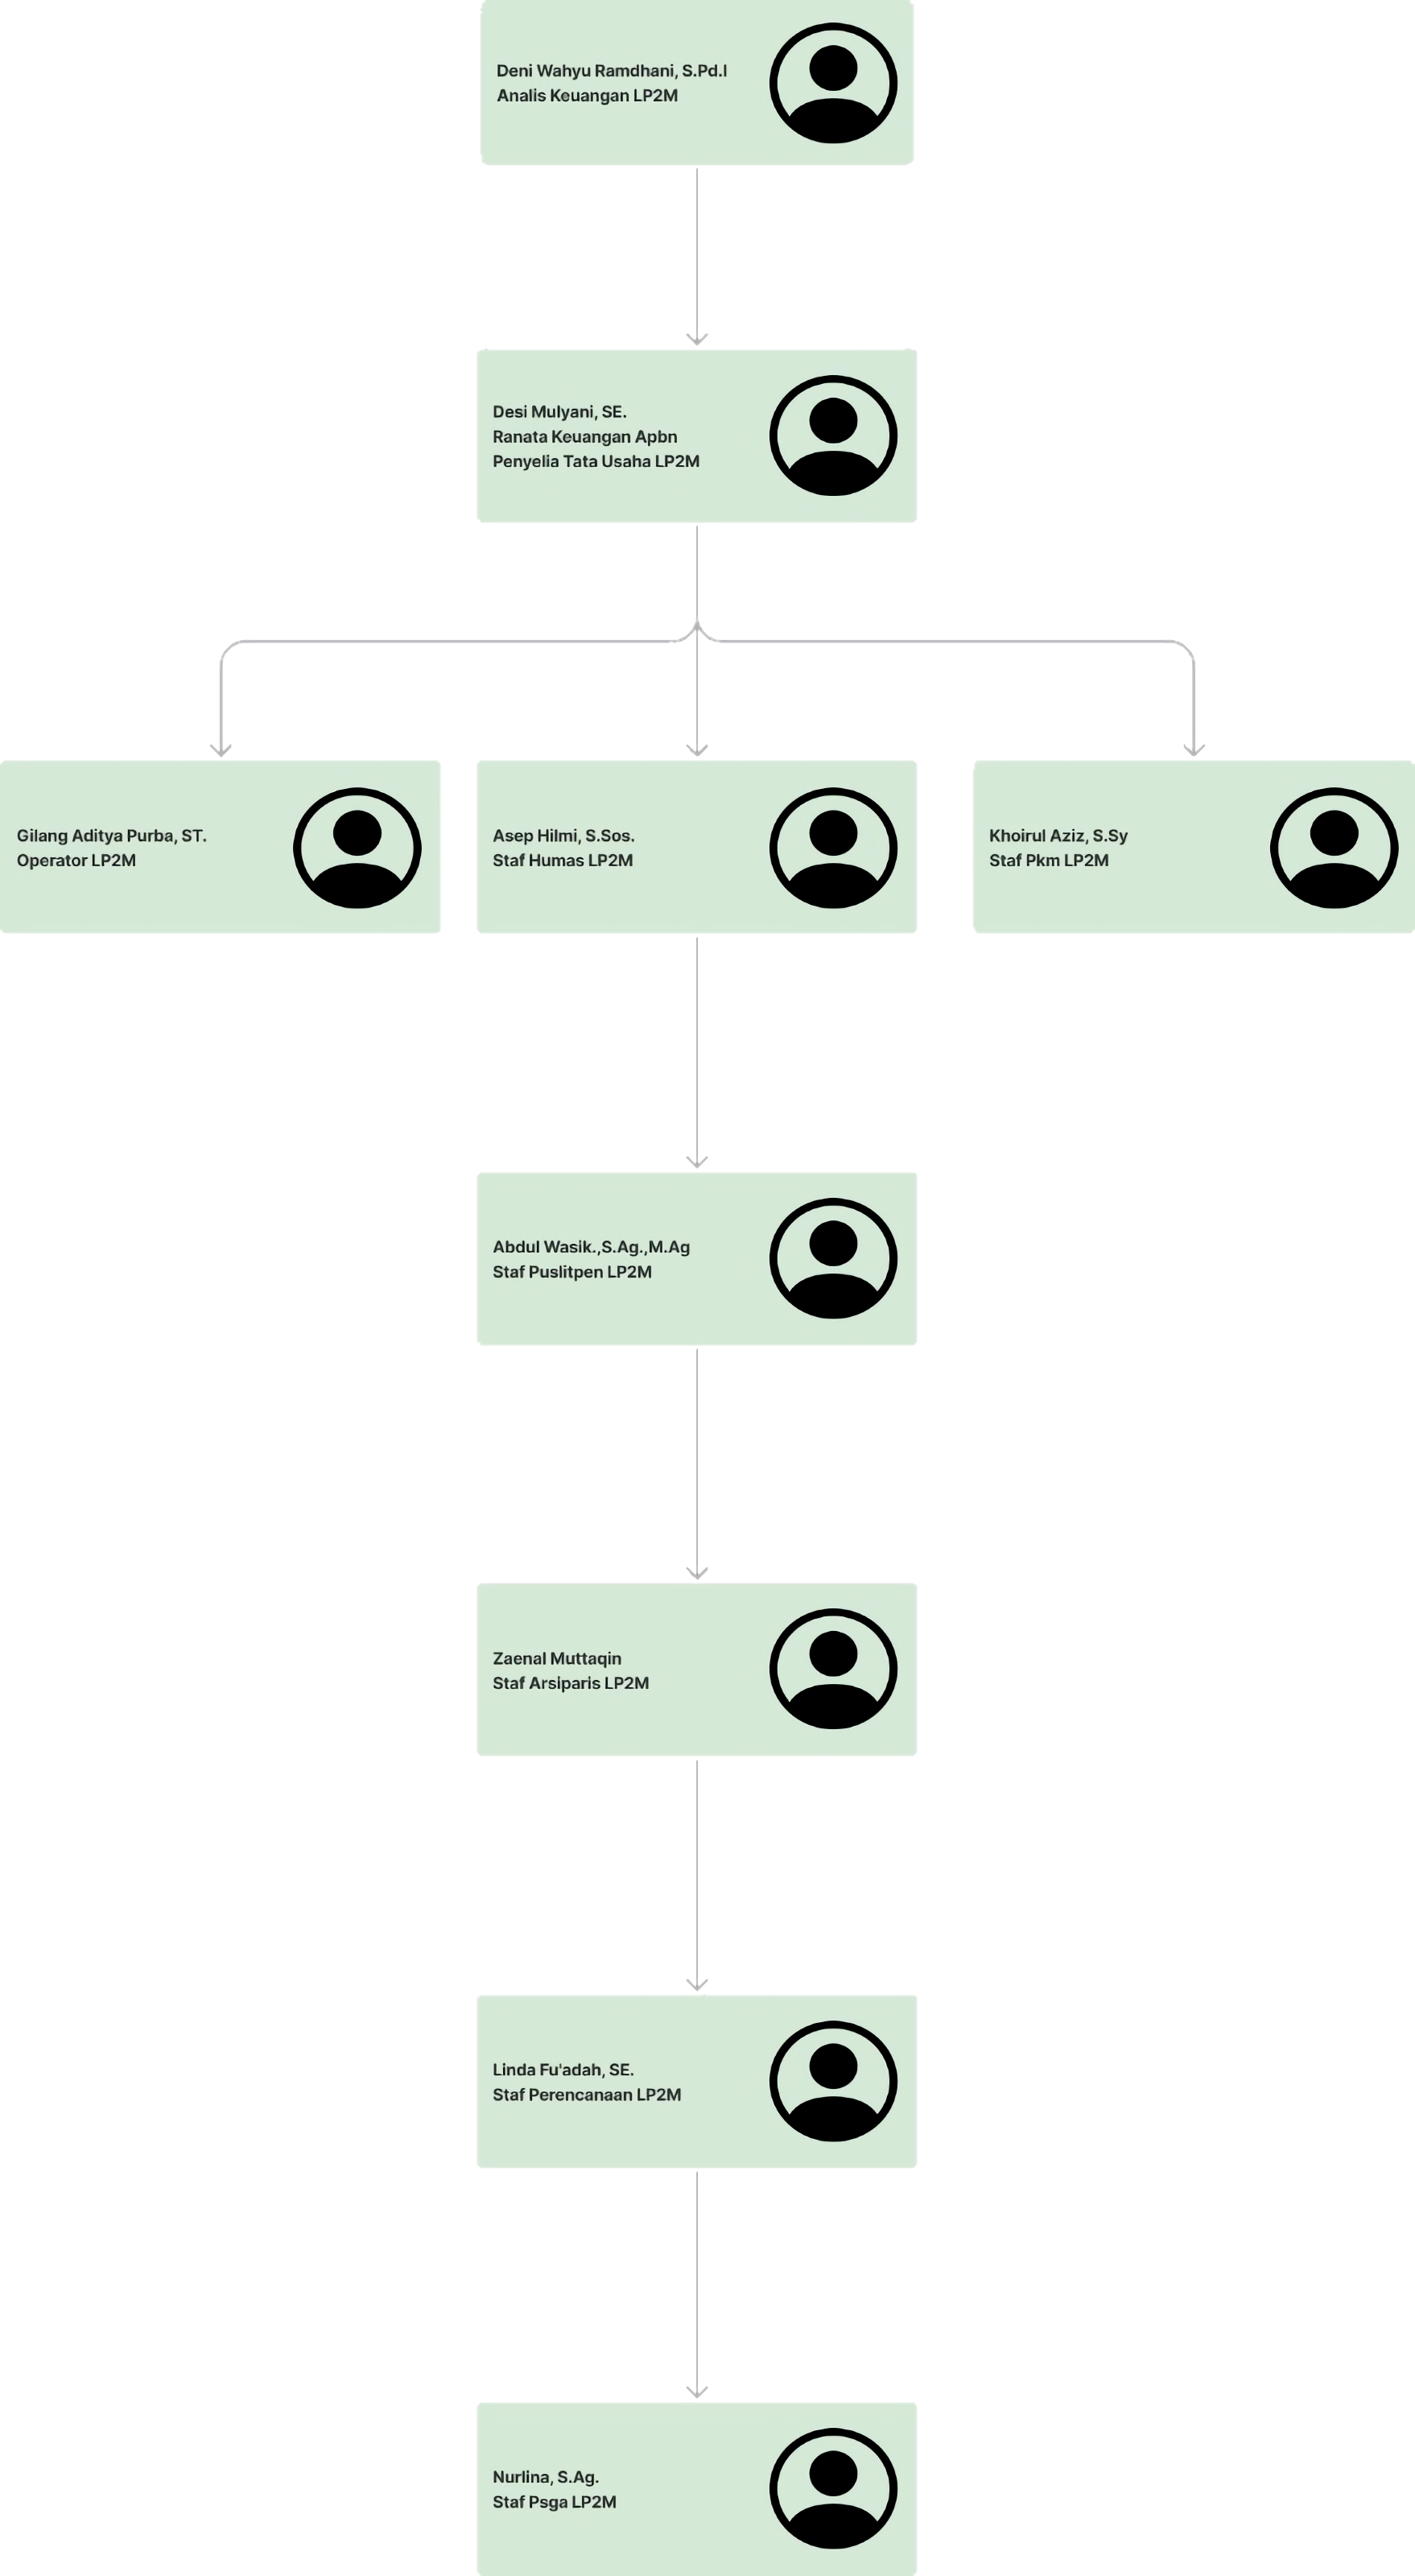 Deni Wahyu Ramdhani, S.Pd.I
Analis Keuangan LP2M
Desi Mulyani, SE.
Ranata Keuangan Apbn
Penyelia Tata Usaha LP2M
Gilang Aditya Purba, ST.
Operator LP2M
Asep Hilmi, S.Sos.
Staf Humas LP2M
Khoirul Aziz, S.Sy
Staf Pkm LP2M
Abdul Wasik.,S.Ag.,M.Ag
Staf Puslitpen LP2M
Zaenal Muttaqin
Staf Arsiparis LP2M
Linda Fu'adah, SE.
Staf Perencanaan LP2M
Nurlina, S.Ag.
Staf Psga LP2M